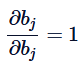 ∂b_j/∂b_j = 1